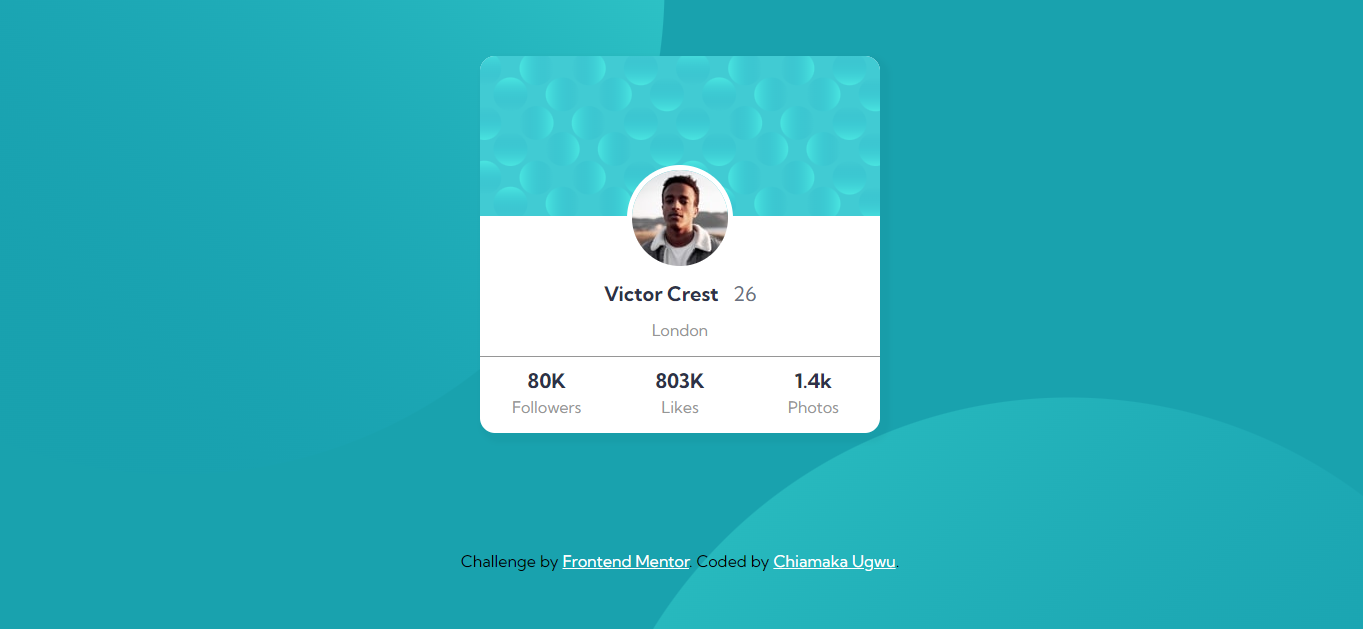 Victor Crest 26
London
80K 803K 1.4k
Followers Likes Photos
Challenge by Frontend Mentor. Coded by Chiamaka Ugwu.